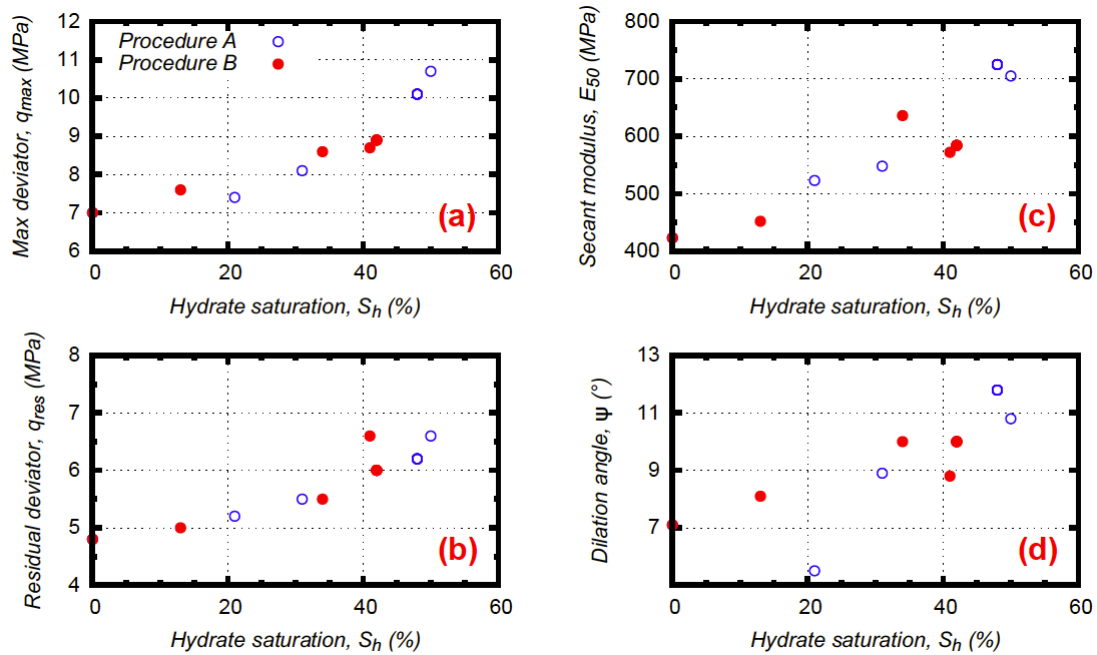 Max deviator, qmax (MPa)
12
11
10
9
8
7
6
Procedure A
Procedure B
(a)
0
20
40
60
Hydrate saturation, Sh (%)
Secant modulus, E50 (MPa)
800
700
600
500
400
(c)
0
20
40
60
Hydrate saturation, Sh (%)
Residual deviator, qres (MPa)
8
7
6
5
4
(b)
0
20
40
60
Hydrate saturation, Sh (%)
Dilation angle, Ψ (°)
13
11
9
7
(d)
0
20
40
60
Hydrate saturation, Sh (%)